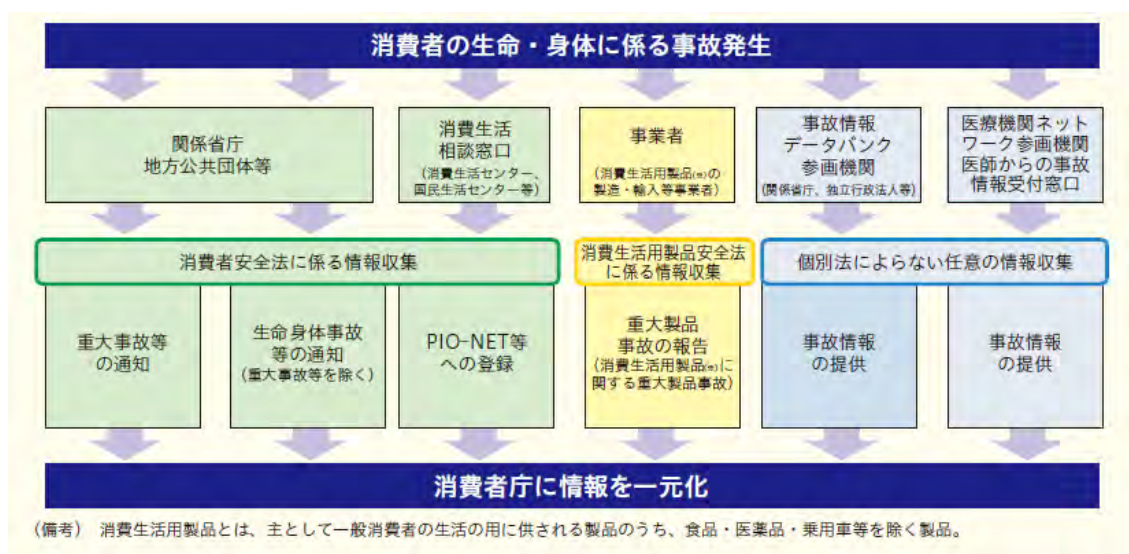 消費者の生命・身体に係る事故発生
関係省庁
地方公共団体等
消費生活
相談窓口
(消費生活センター、
国民生活センター等)
事業者
(消費生活用製品(※)の
製造・輸入等事業者)
事故情報
データバンク
参画機関
(関係省庁、独立行政法人等)
医療機関ネット
ワーク参画機関
医師からの事故
情報受付窓口
消費者安全法に係る情報収集
消費生活用製品安全法
に係る情報収集
個別法によらない任意の情報収集
重大事故等
の通知
生命身体事故
等の通知
(重大事故等を除く)
PIO-NET等
への登録
重大製品
事故の報告
(消費生活用製品(※)に
関する重大製品事故)
事故情報
の提供
事故情報
の提供
消費者庁に情報を一元化
(備考) 消費生活用製品とは、主として一般消費者の生活の用に供される製品のうち、食品・医薬品・乗用車等を除く製品。